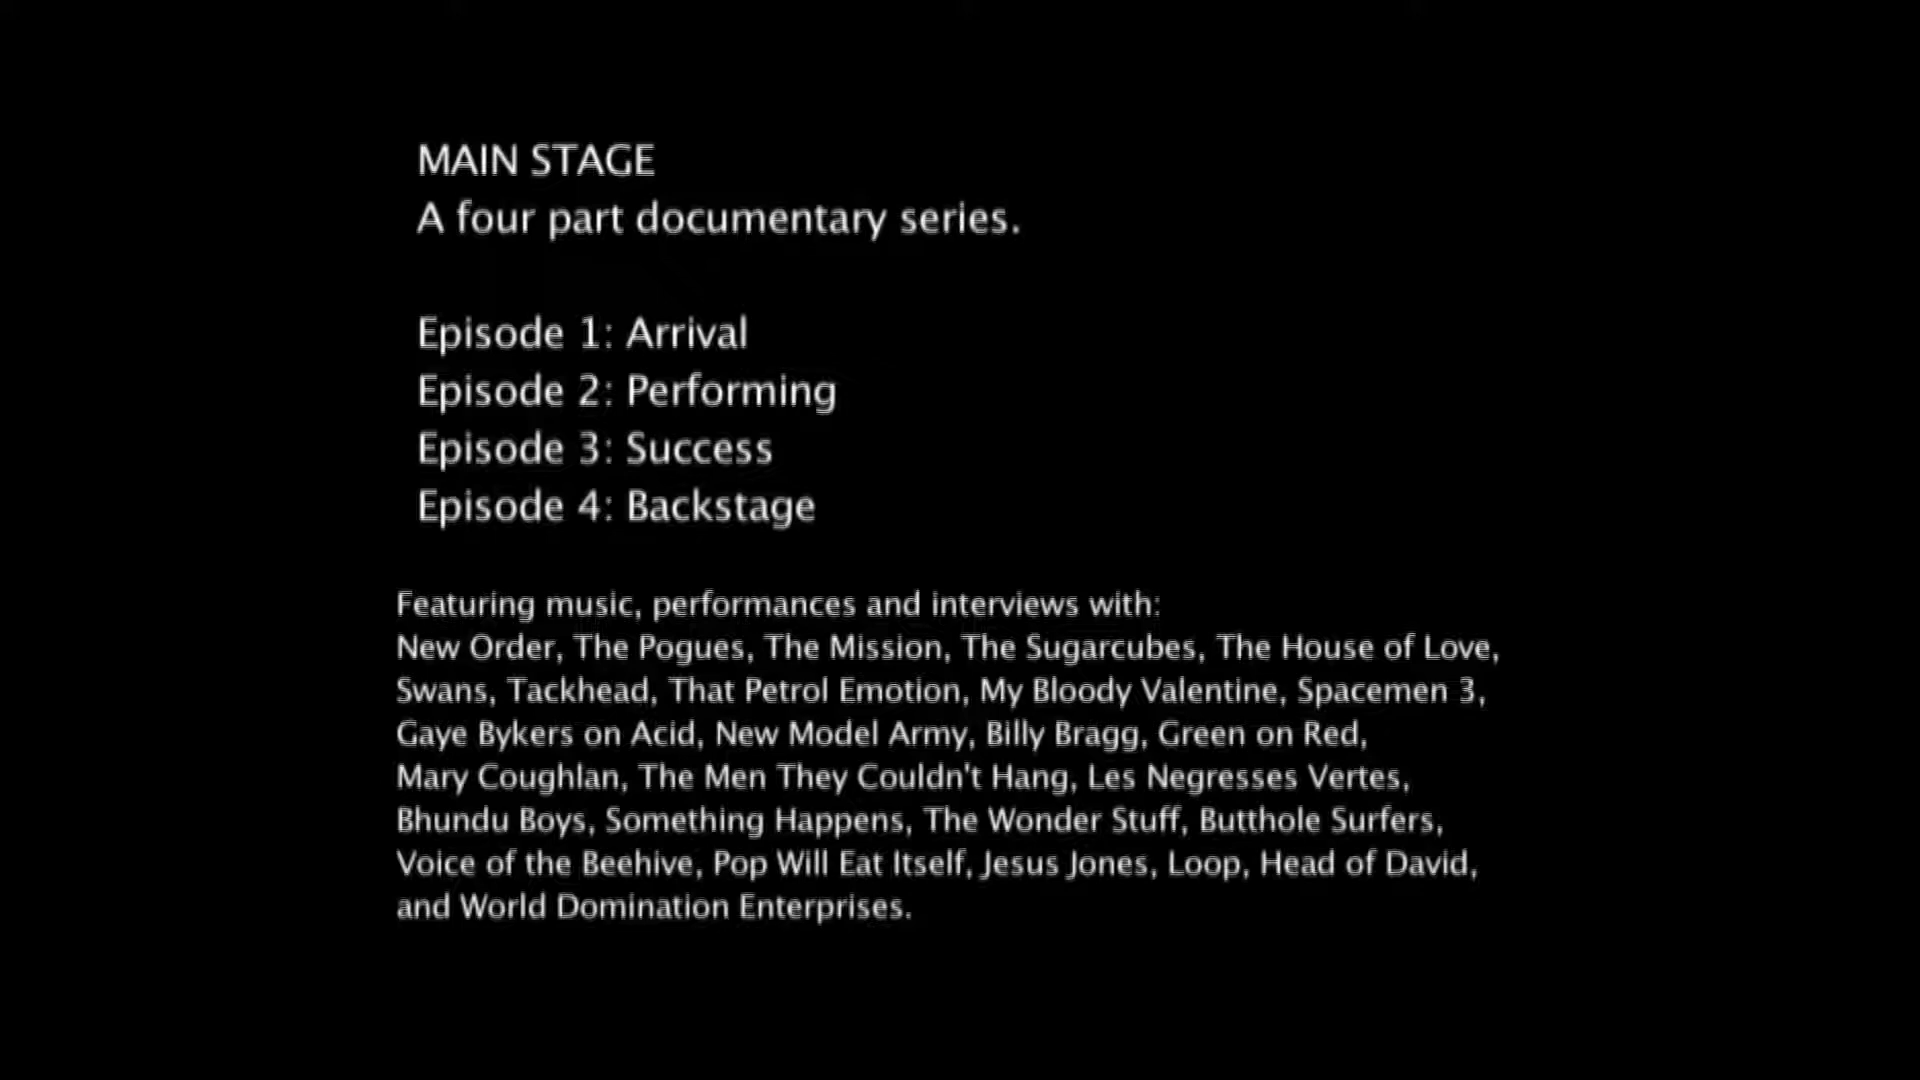 MAIN STAGE
A four part documentary series.
Episode 1: Arrival
Episode 2: Performing
Episode 3: Success
Episode 4: Backstage
Featuring music, performances and interviews with:
New Order, The Pogues, The Mission, The Sugarcubes, The House of Love,
Swans, Tackhead, That Petrol Emotion, My Bloody Valentine, Spacemen 3,
Gaye Bykers on Acid, New Model Army, Billy Bragg, Green on Red,
Mary Coughlan, The Men They Couldn't Hang, Les Negresses Vertes,
Bhundu Boys, Something Happens, The Wonder Stuff, Butthole Surfers,
Voice of the Beehive, Pop Will Eat Itself, Jesus Jones, Loop, Head of David,
and World Domination Enterprises.